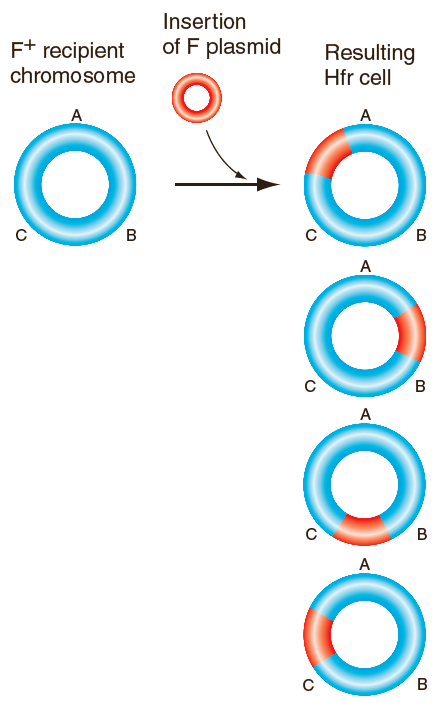 F+ recipient
chromosome
Insertion
of F plasmid
Resulting
Hfr cell
A
C
B
A
C
B
A
C
B
A
C
B
A
C
B